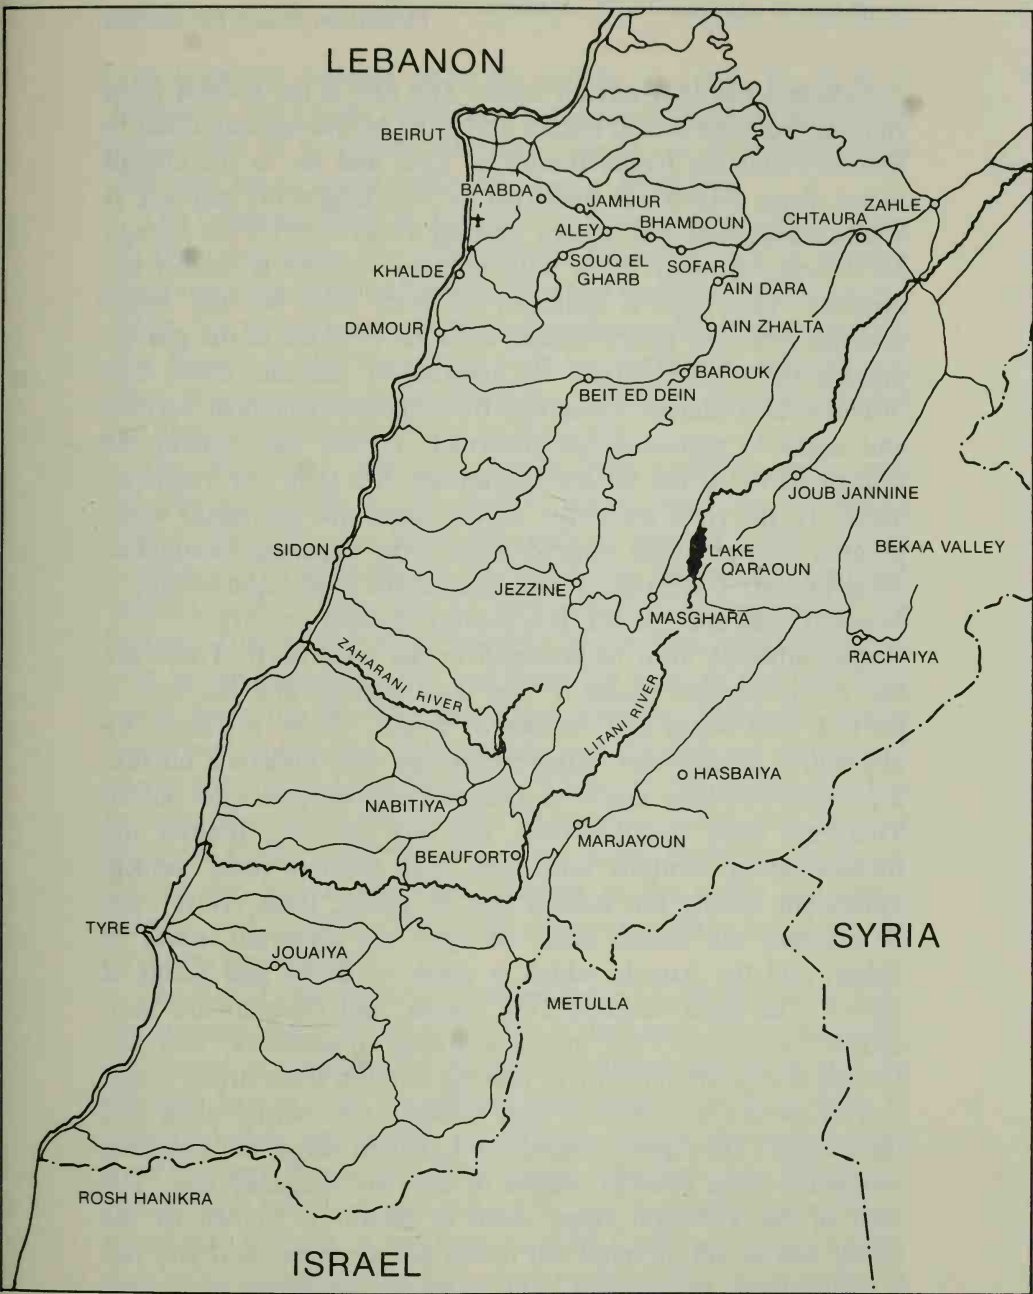 LEBANON
BEIRUT
BAABDA
JAMHUR
ZAHLE
ALEY
BHAMDOUN
CHTAURA
SOUQ EL
GHARB
SOFAR
KHALDE
AIN DARA
DAMOUR
AIN ZHALTA
BAROUK
BEIT ED DEIN
JOUB JANNINE
SIDON
LAKE
QARAOUN
BEKAA VALLEY
JEZZINE
MASGHARA
RACHAIYA
ZAHARANI RIVER
LITANI RIVER
HASBAIYA
NABITIYA
MARJAYOUN
BEAUFORT
TYRE
SYRIA
JOUAIYA
METULLA
ROSH HANIKRA
ISRAEL